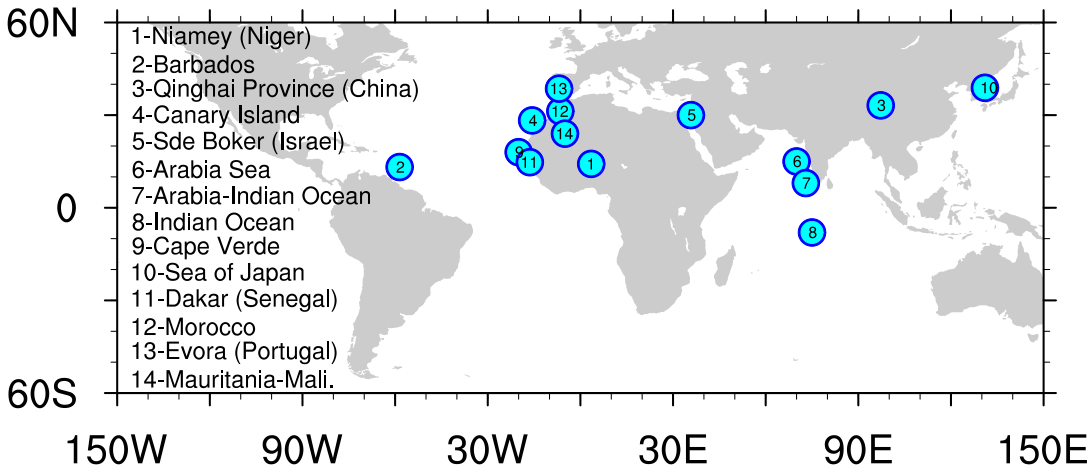 60N
1-Niamey (Niger)
2-Barbados
3-Qinghai Province (China)
4-Canary Island
5-Sde Boker (Israel)
6-Arabia Sea
7-Arabia-Indian Ocean
8-Indian Ocean
9-Cape Verde
10-Sea of Japan
11-Dakar (Senegal)
12-Morocco
13-Evora (Portugal)
14-Mauritania-Mali.
0
60S
13
10
3
12
4
5
14
9
11
1
2
6
7
8
150W 90W 30W 30E 90E 150E